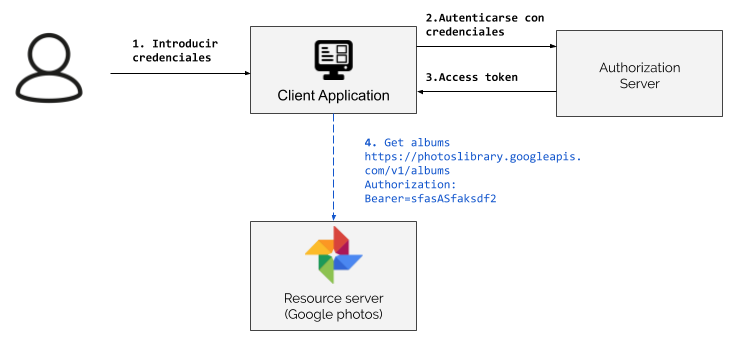 1. Introducir
credenciales
Client Application
2.Autenticarse con
credenciales
3.Access token
Authorization
Server
4. Get albums
https://photoslibrary.googleapis.
com/v1/albums
Authorization:
Bearer=sfasASfaksdf2
Resource server
(Google photos)